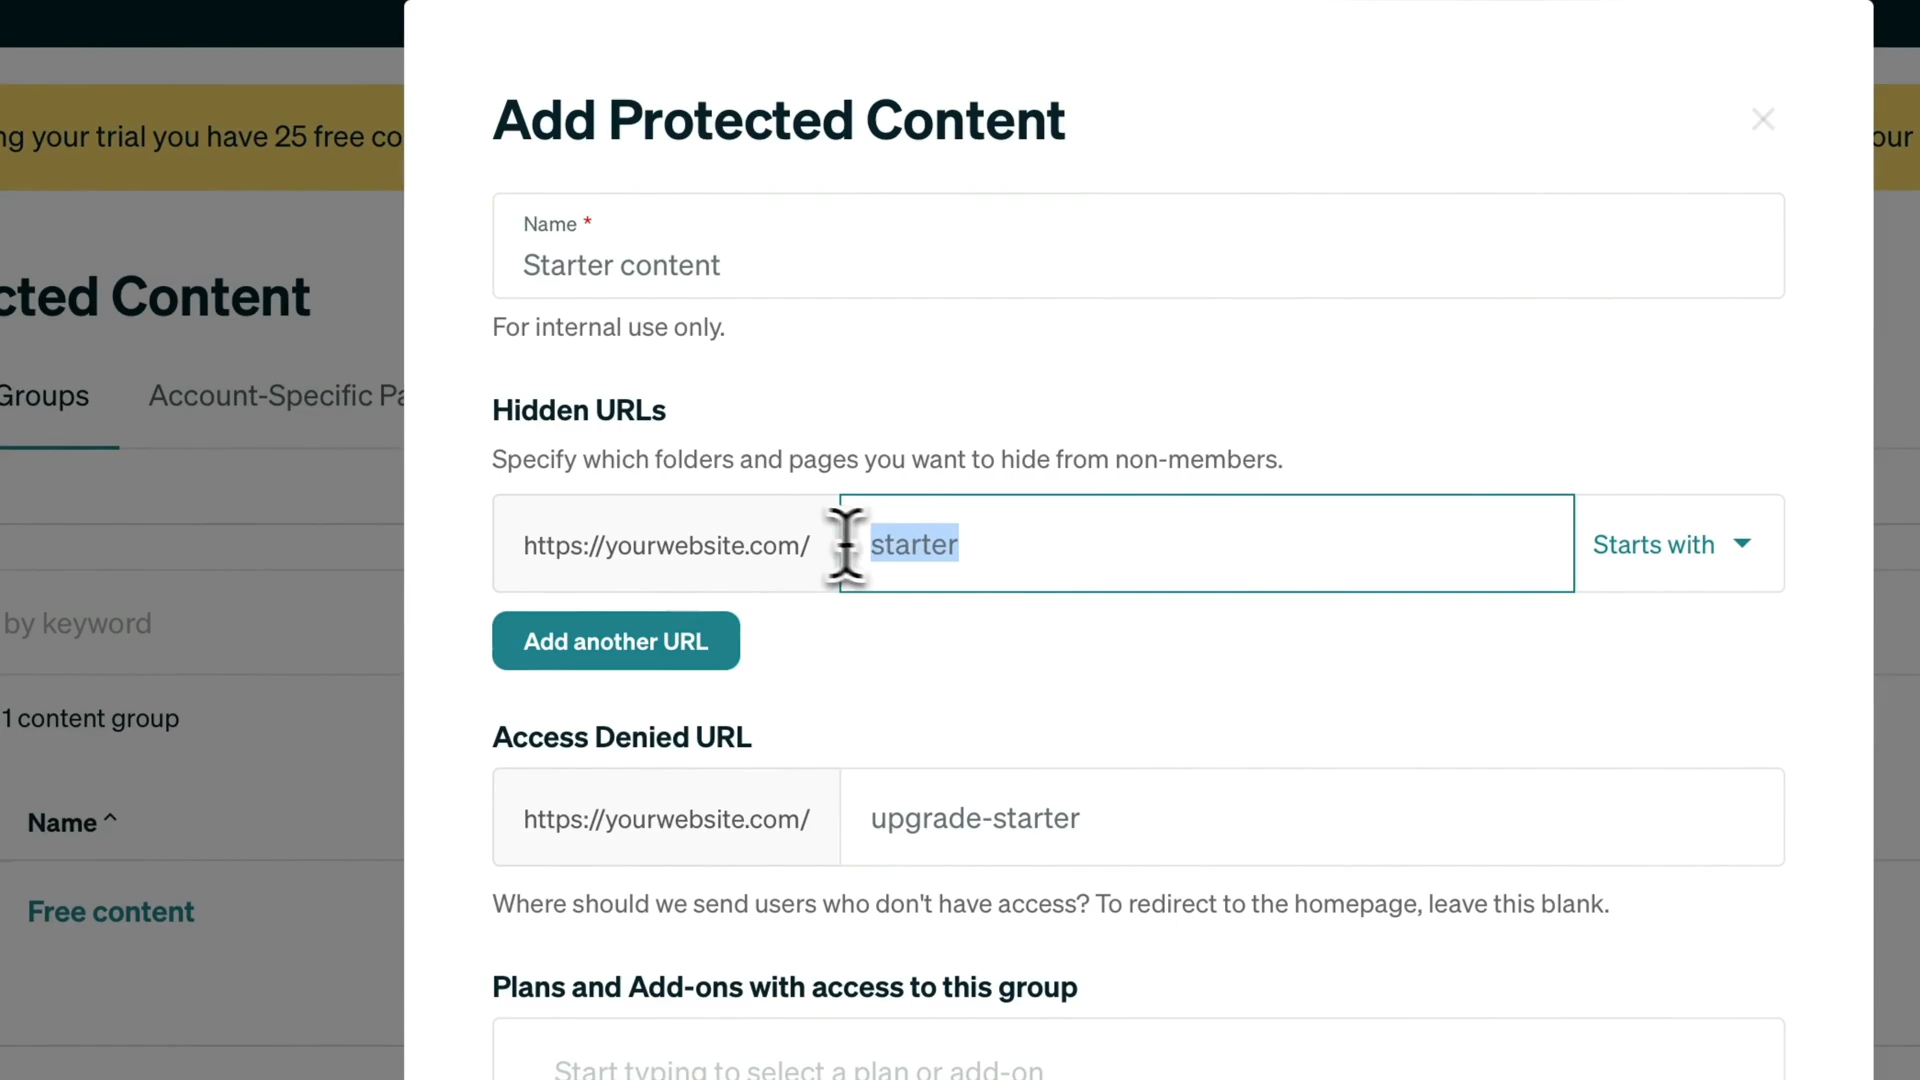 ng your trial you have 25 free co
our
cted Content
Groups
Account-Specific Pa
by keyword
1 content group
Name ^
Free content
Add Protected Content
Name *
Starter content
For internal use only.
Hidden URLs
Specify which folders and pages you want to hide from non-members.
https://yourwebsite.com/
starter
Starts with
Add another URL
Access Denied URL
https://yourwebsite.com/
upgrade-starter
Where should we send users who don't have access? To redirect to the homepage, leave this blank.
Plans and Add-ons with access to this group
Start typing to select a plan or add-on